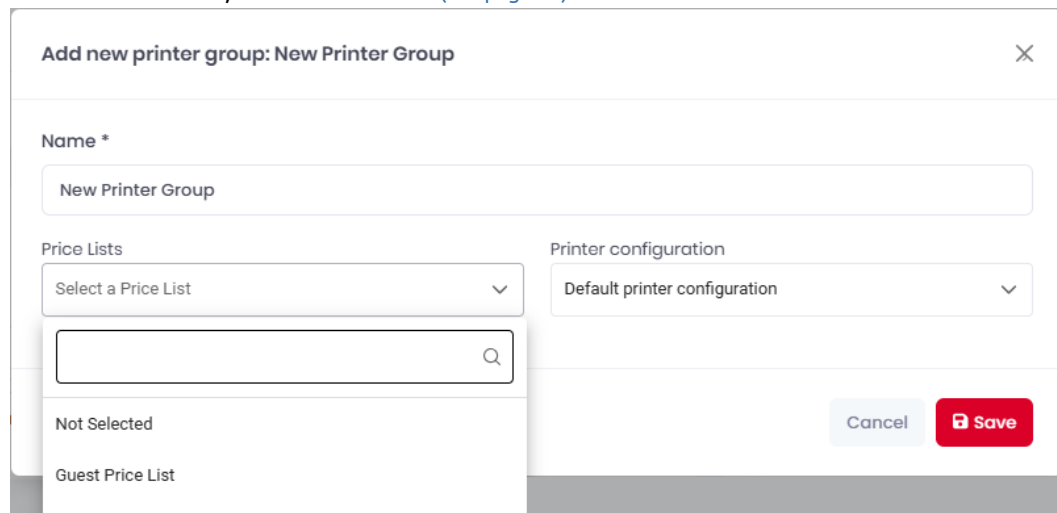 Add new printer group: New Printer Group
Name *
New Printer Group
Price Lists
Printer configuration
Select a Price List
Default printer configuration
Not Selected
Guest Price List
Cancel
Save